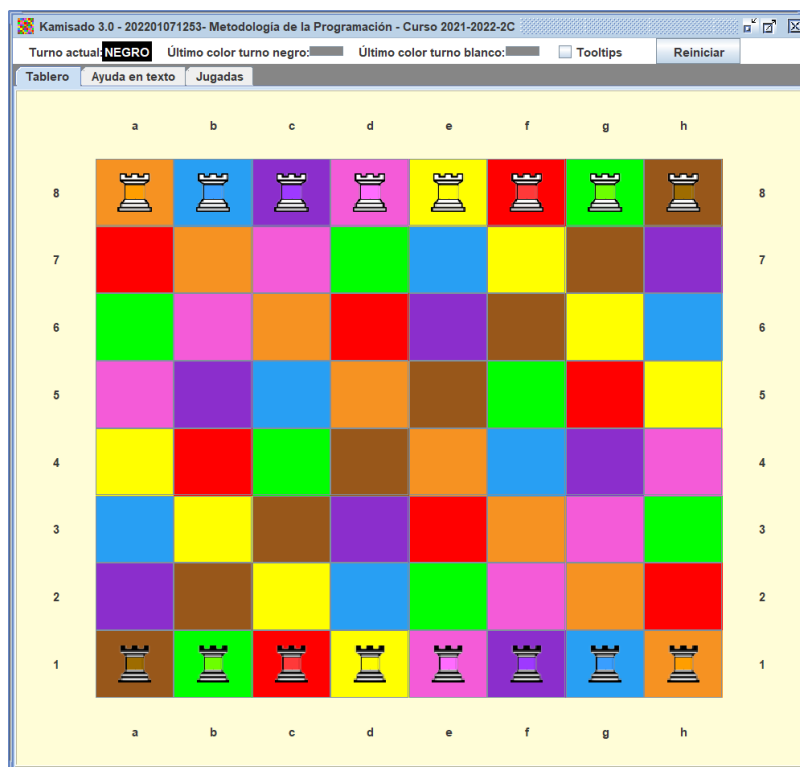 Kamisado 3.0 - 202201071253- Metodología de la Programación - Curso 2021-2022-2C
Turno actual: NEGRO Último color turno negro: Último color turno blanco: Tooltips Reiniciar
Tablero Ayuda en texto Jugadas
a b c d e f g h
8 8
7 7
6 6
5 5
4 4
3 3
2 2
1 1
a b c d e f g h